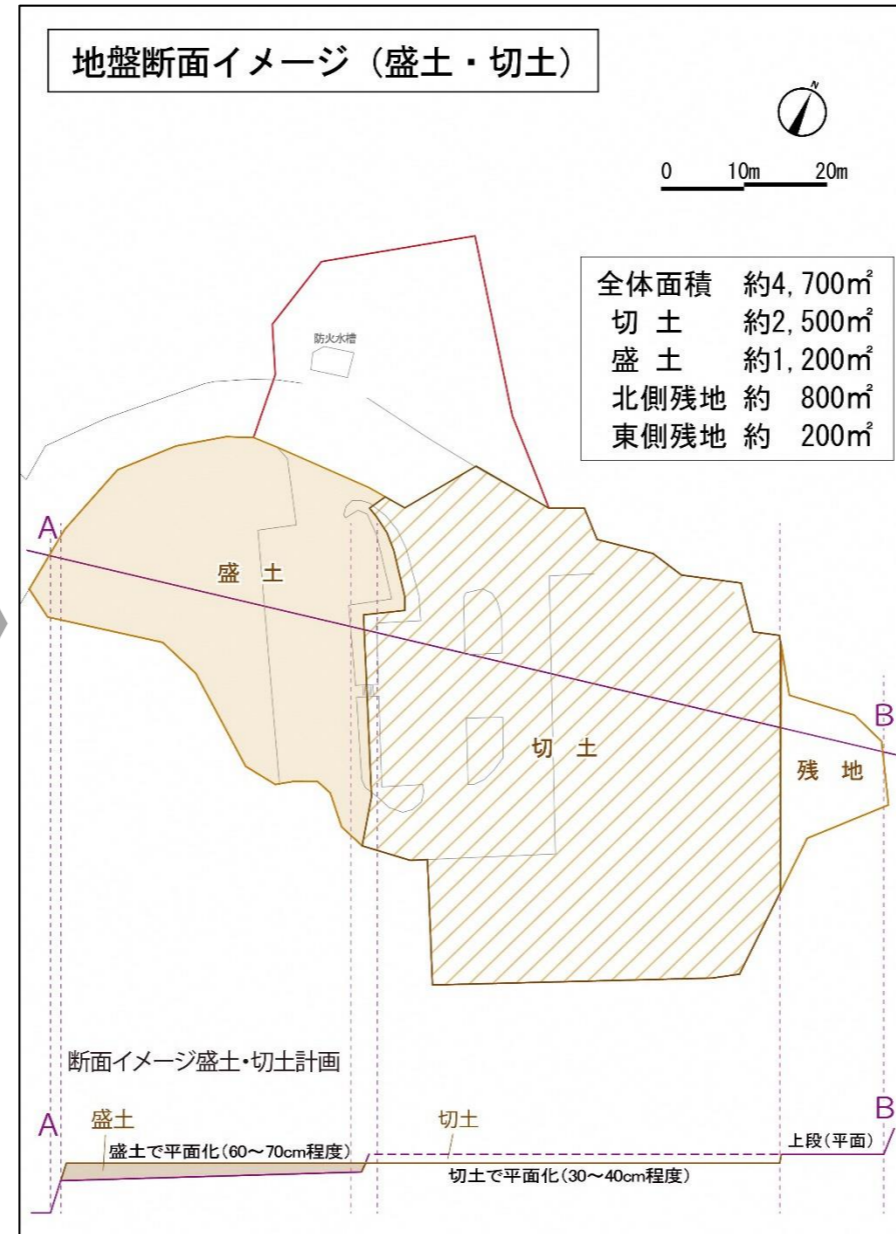 地盤断面イメージ（盛土・切土）
N
0 10m 20m
全体面積 約4,700㎡
切 土 約2,500㎡
盛 土 約1,200㎡
北側残地 約 800㎡
東側残地 約 200㎡
防火水槽
A
盛 土
切 土
B
残 地
断面イメージ盛土・切土計画
A
盛土
切土
B
盛土で平面化（60～70cm程度）
上段（平面）
切土で平面化（30～40cm程度）